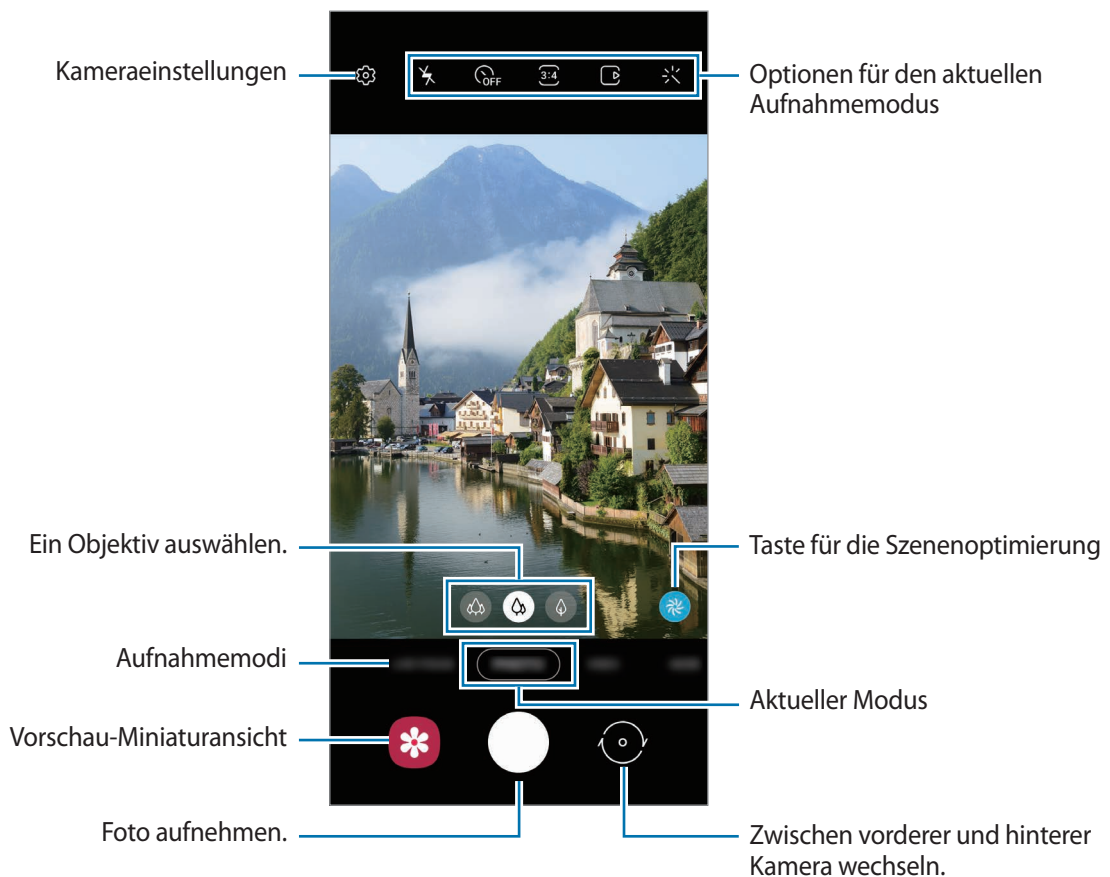 Kameraeinstellungen
OFF
3:4
Optionen für den aktuellen
Aufnahmemodus
Ein Objektiv auswählen.
Taste für die Szenenoptimierung
Aufnahmemodi
Aktueller Modus
Vorschau-Miniaturansicht
Foto aufnehmen.
Zwischen vorderer und hinterer
Kamera wechseln.